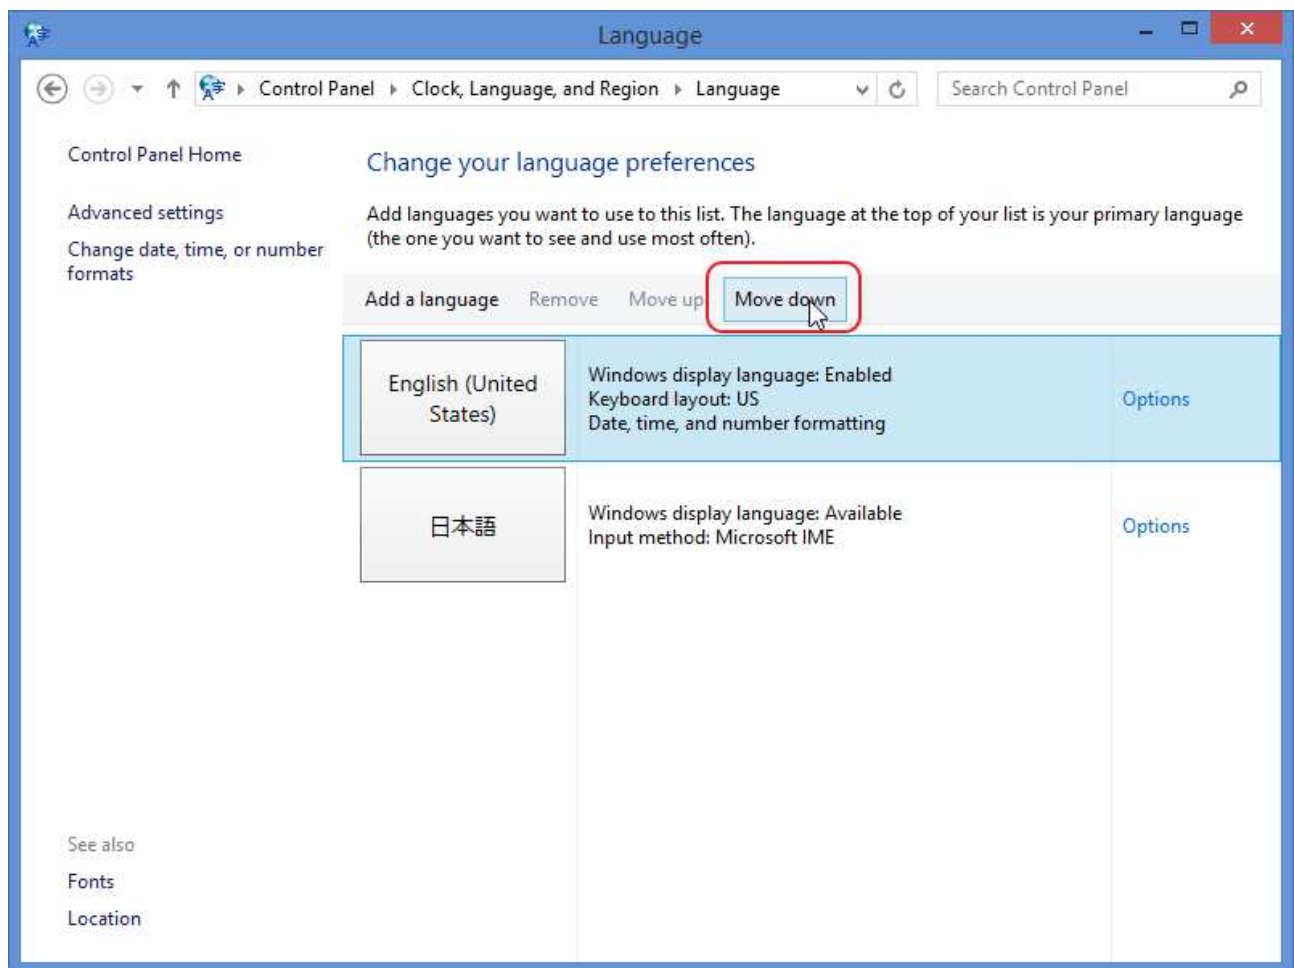 Language
Control Panel Clock, Language, and Region Language
Search Control Panel
Control Panel Home
Advanced settings
Change date, time, or number
formats
Change your language preferences
Add languages you want to use to this list. The language at the top of your list is your primary language
(the one you want to see and use most often).
Add a language Remove Move up Move down
English (United
States)
Windows display language: Enabled
Keyboard layout: US
Date, time, and number formatting
Options
日本語
Windows display language: Available
Input method: Microsoft IME
Options
See also
Fonts
Location